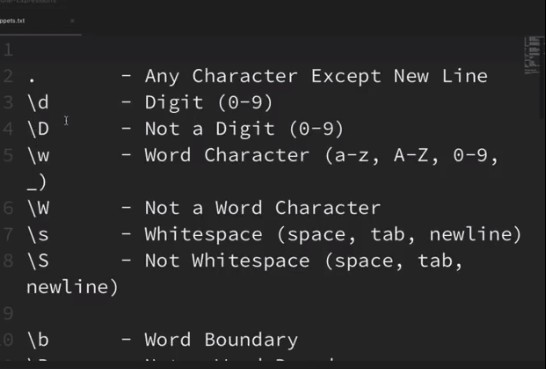 ppets.txt
1
2 . - Any Character Except New Line
3 \d - Digit (0-9)
4 \D - Not a Digit (0-9)
5 \w - Word Character (a-z, A-Z, 0-9,
_)
6 \W - Not a Word Character
7 \s - Whitespace (space, tab, newline)
8 \S - Not Whitespace (space, tab,
newline)
9
0 \b - Word Boundary